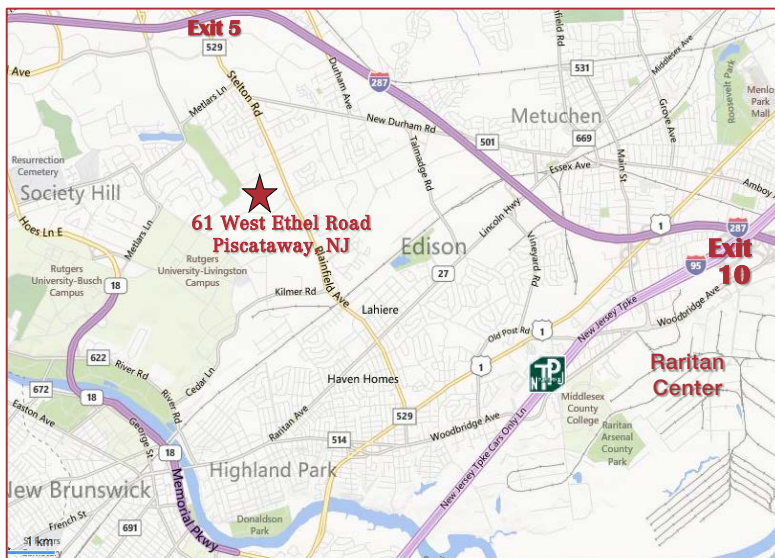 Exit 5
529
Stelton Rd
Durham Ave
287
531
Middlesex Ave
Roosevelt Park
Menlo
Park
Mall
Metlars Ln
New Durham Rd
Metuchen
501
669
Grove Ave
Talmadge Rd
Essex Ave
Main St
Resurrection
Cemetery
Society Hill
Hoes Ln E
Metlars Ln
61 West Ethel Road
Piscataway, NJ
Lincoln Hwy
1
287
Exit
10
Edison
Vineyard Rd
95
Rutgers
University-Busch
Campus
18
Rutgers
University-Livingston
Campus
Plainfield Ave
27
Kilmer Rd
Lahiere
New Jersey Tpke
Woodbridge Ave
Old Post Rd
1
622
River Rd
Cedar Ln
Haven Homes
1
Raritan
Center
672
18
Easton Ave
River Rd
Raritan Ave
529
Middlesex
County
College
George St
514
Woodbridge Ave
Raritan
Arsenal
County
Park
18
Highland Park
New Jersey Tpke Cars Only Ln
New Brunswick
Memorial Pkwy
French St
691
Donaldson
Park
1 km